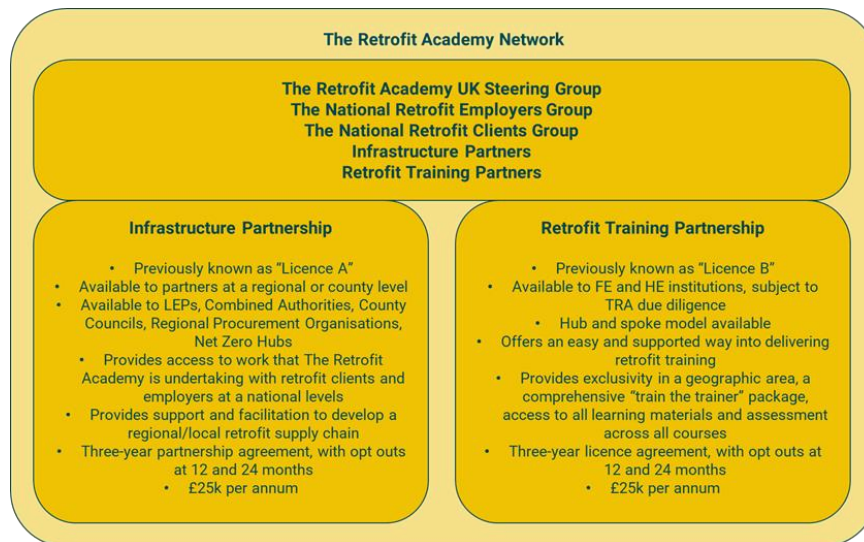 The Retrofit Academy Network
The Retrofit Academy UK Steering Group
The National Retrofit Employers Group
The National Retrofit Clients Group
Infrastructure Partners
Retrofit Training Partners
Infrastructure Partnership
• Previously known as “Licence A”
• Available to partners at a regional or county level
• Available to LEPs, Combined Authorities, County
Councils, Regional Procurement Organisations,
Net Zero Hubs
• Provides access to work that The Retrofit
Academy is undertaking with retrofit clients and
employers at a national levels
• Provides support and facilitation to develop a
regional/local retrofit supply chain
• Three-year partnership agreement, with opt outs
at 12 and 24 months
• £25k per annum
Retrofit Training Partnership
• Previously known as “Licence B”
• Available to FE and HE institutions, subject to
TRA due diligence
• Hub and spoke model available
• Offers an easy and supported way into delivering
retrofit training
• Provides exclusivity in a geographic area, a
comprehensive “train the trainer” package,
access to all learning materials and assessment
across all courses
• Three-year licence agreement, with opt outs at
12 and 24 months
• £25k per annum